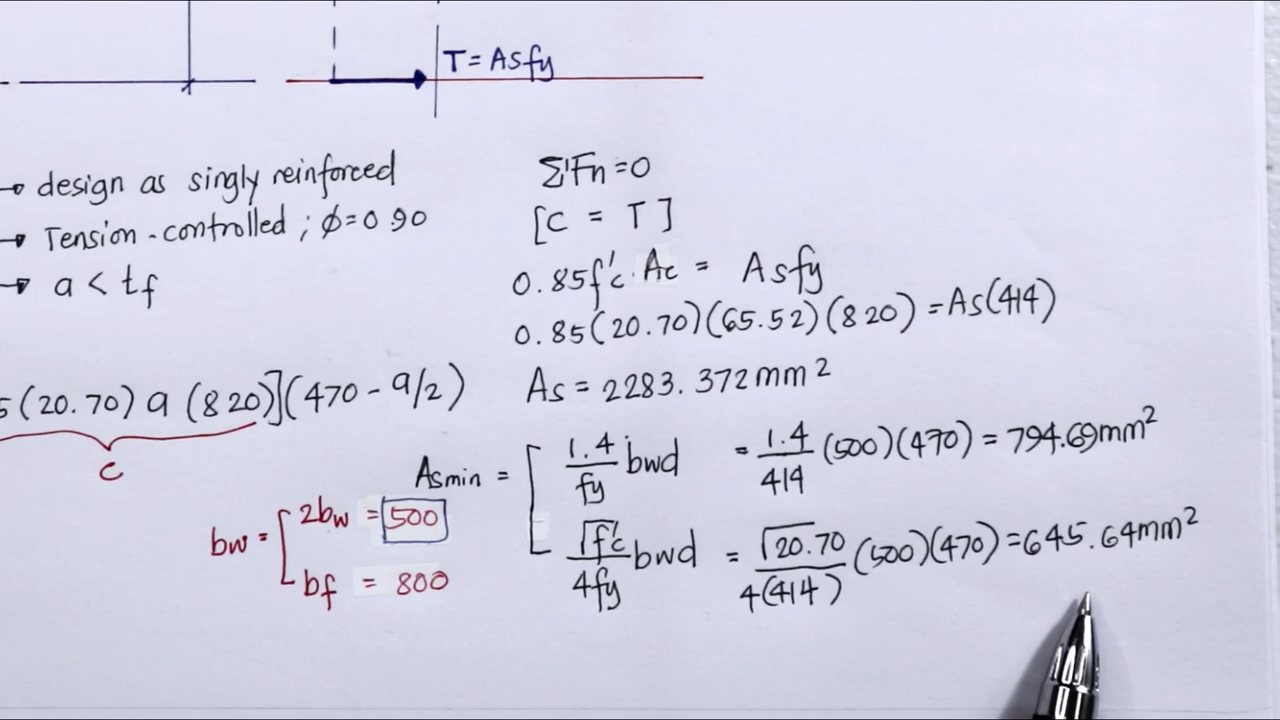 T = Asfy
→ design as singly reinforced
→ Tension-controlled ; ϕ=0.90
→ a < tf
ΣFn=0
[C = T]
0.85f'c Ac = Asfy
0.85(20.70)(65.52)(820) = As(414)
5(20.70) a (820)](470 - a/2)
C
As = 2283.372mm²
Asmin = [ 1.4/fy bwd = 1.4/414 (500)(470) = 794.69mm²
√f'c/4fy bwd = √20.70/4(414) (500)(470) = 645.64mm²
bw = [ 2bw = 500
bf = 800